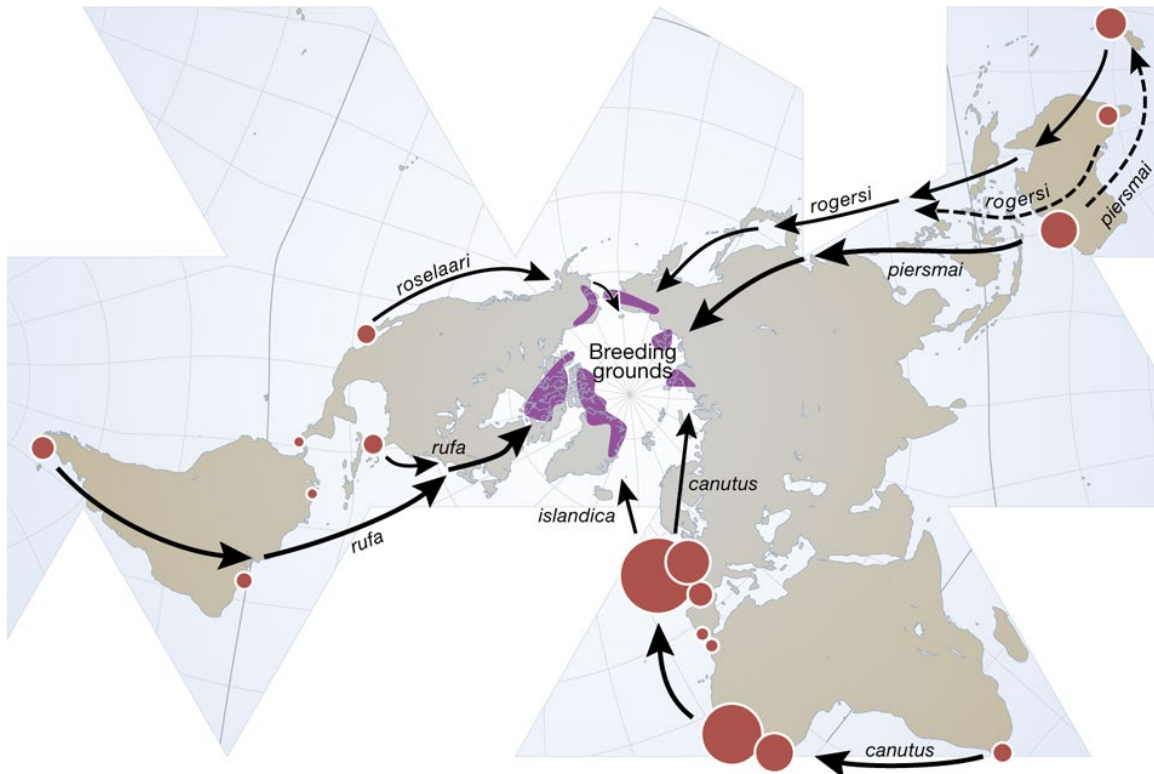 rogersi
rogersi
piersmai
piersmai
roselaari
Breeding
grounds
rufa
canutus
islandica
rufa
canutus